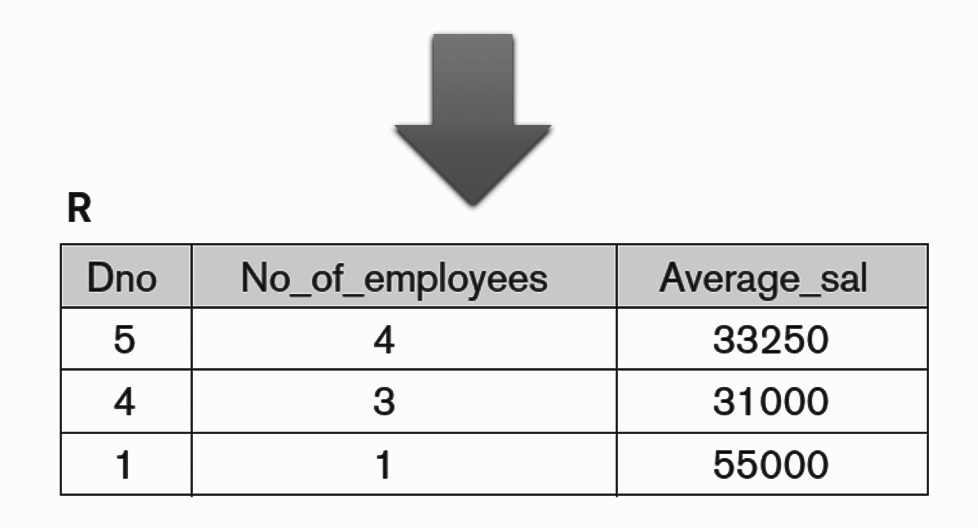 R
Dno No_of_employees Average_sal
5 4 33250
4 3 31000
1 1 55000